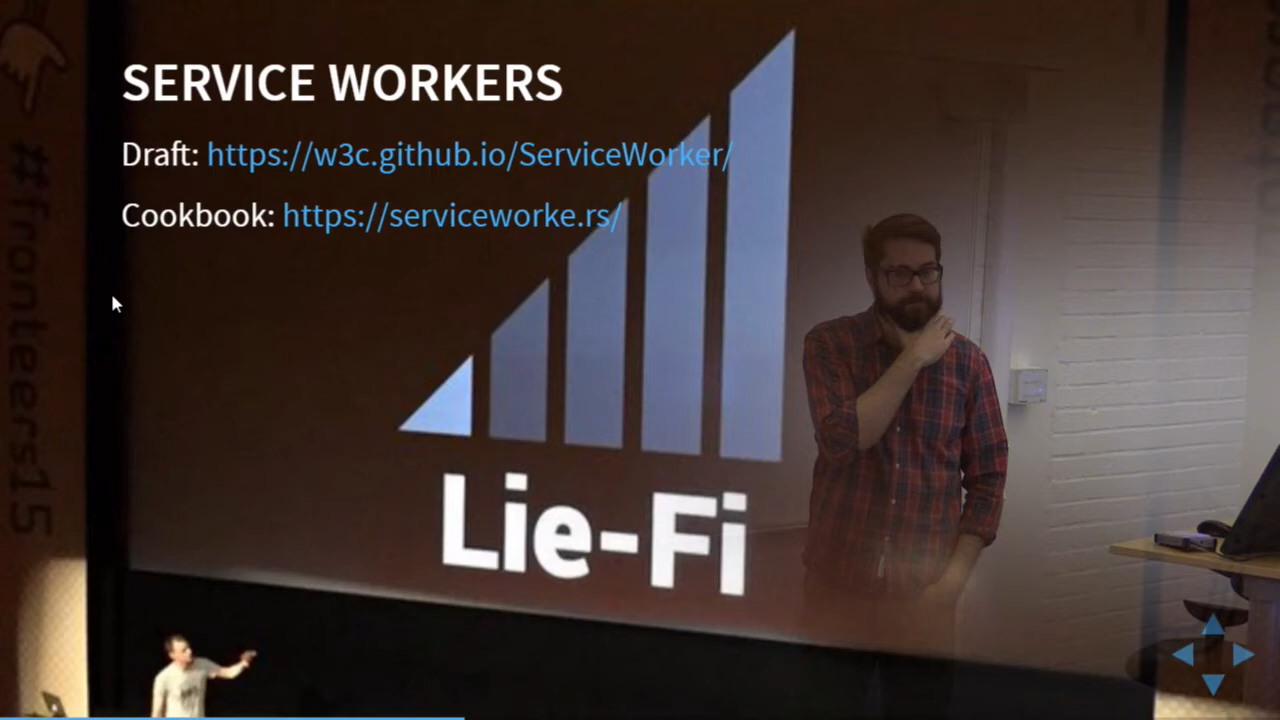 SERVICE WORKERS
Draft: https://w3c.github.io/ServiceWorker/
Cookbook: https://serviceworke.rs/
#fronteers15
Lie-Fi